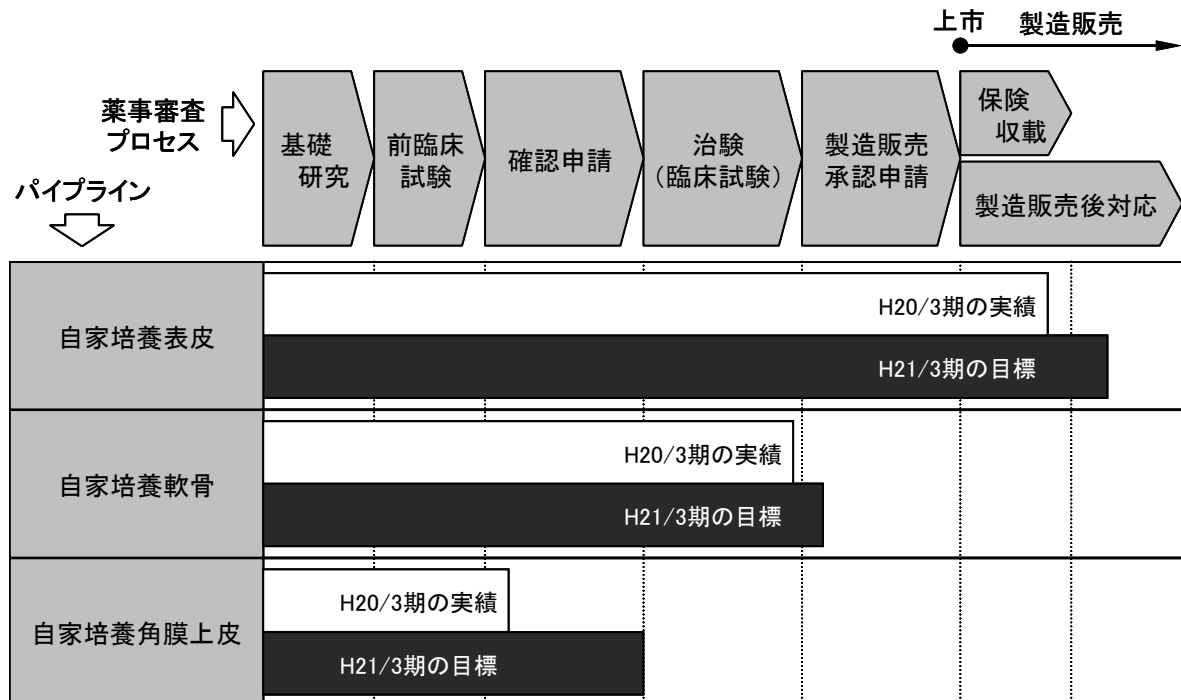 上市 製造販売
薬事審査
プロセス
基礎
研究
前臨床
試験
確認申請
治験
（臨床試験）
製造販売
承認申請
保険
収載
製造販売後対応
パイプライン
自家培養表皮
H20/3期の実績
H21/3期の目標
自家培養軟骨
H20/3期の実績
H21/3期の目標
自家培養角膜上皮
H20/3期の実績
H21/3期の目標